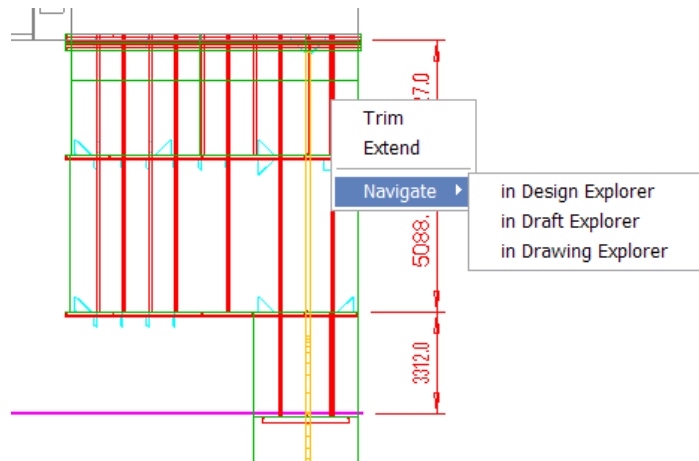 Trim
Extend
Navigate
in Design Explorer
in Draft Explorer
in Drawing Explorer
3312.0